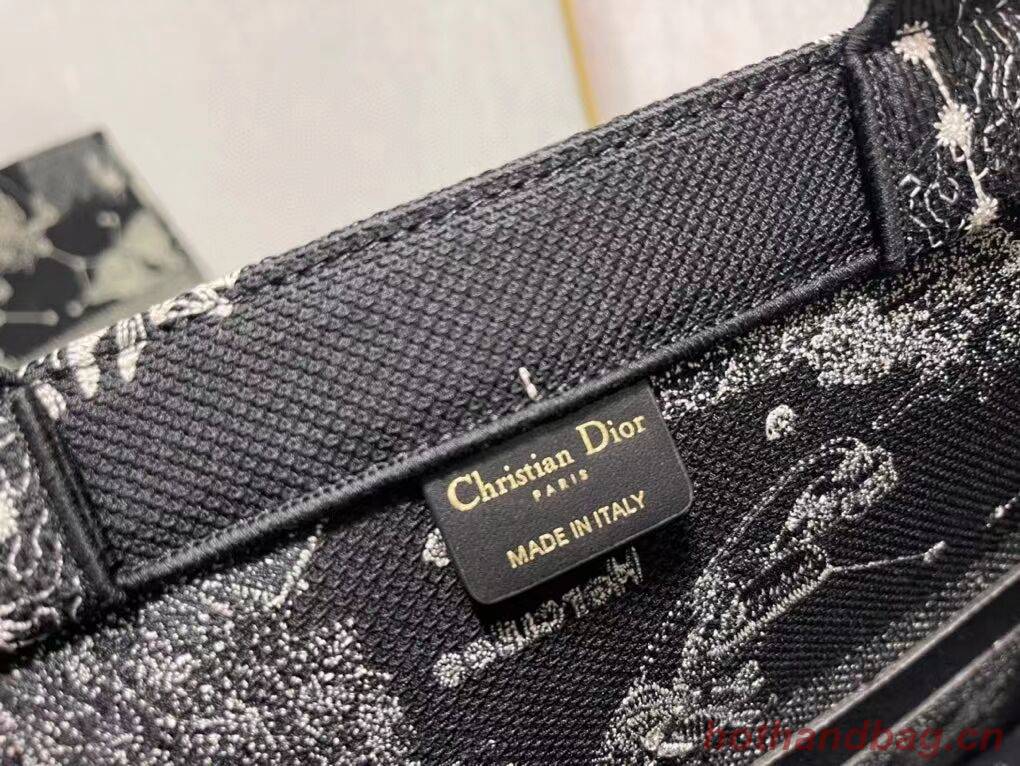 Christian Dior
PARIS
MADE IN ITALY
hothandbag.cn